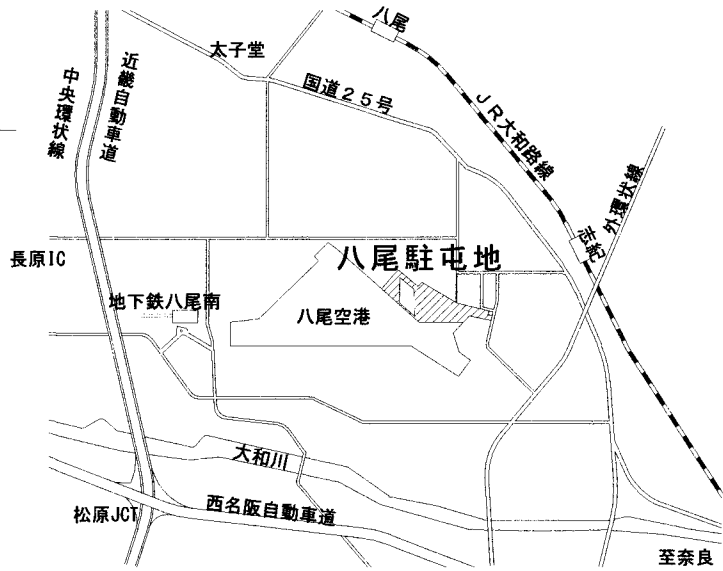 八尾
太子堂
国道２５号
近畿自動車道
中央環状線
ＪＲ大和路線
外環状線
志紀
長原IC
八尾駐屯地
地下鉄八尾南
八尾空港
大和川
西名阪自動車道
松原JCT
至奈良